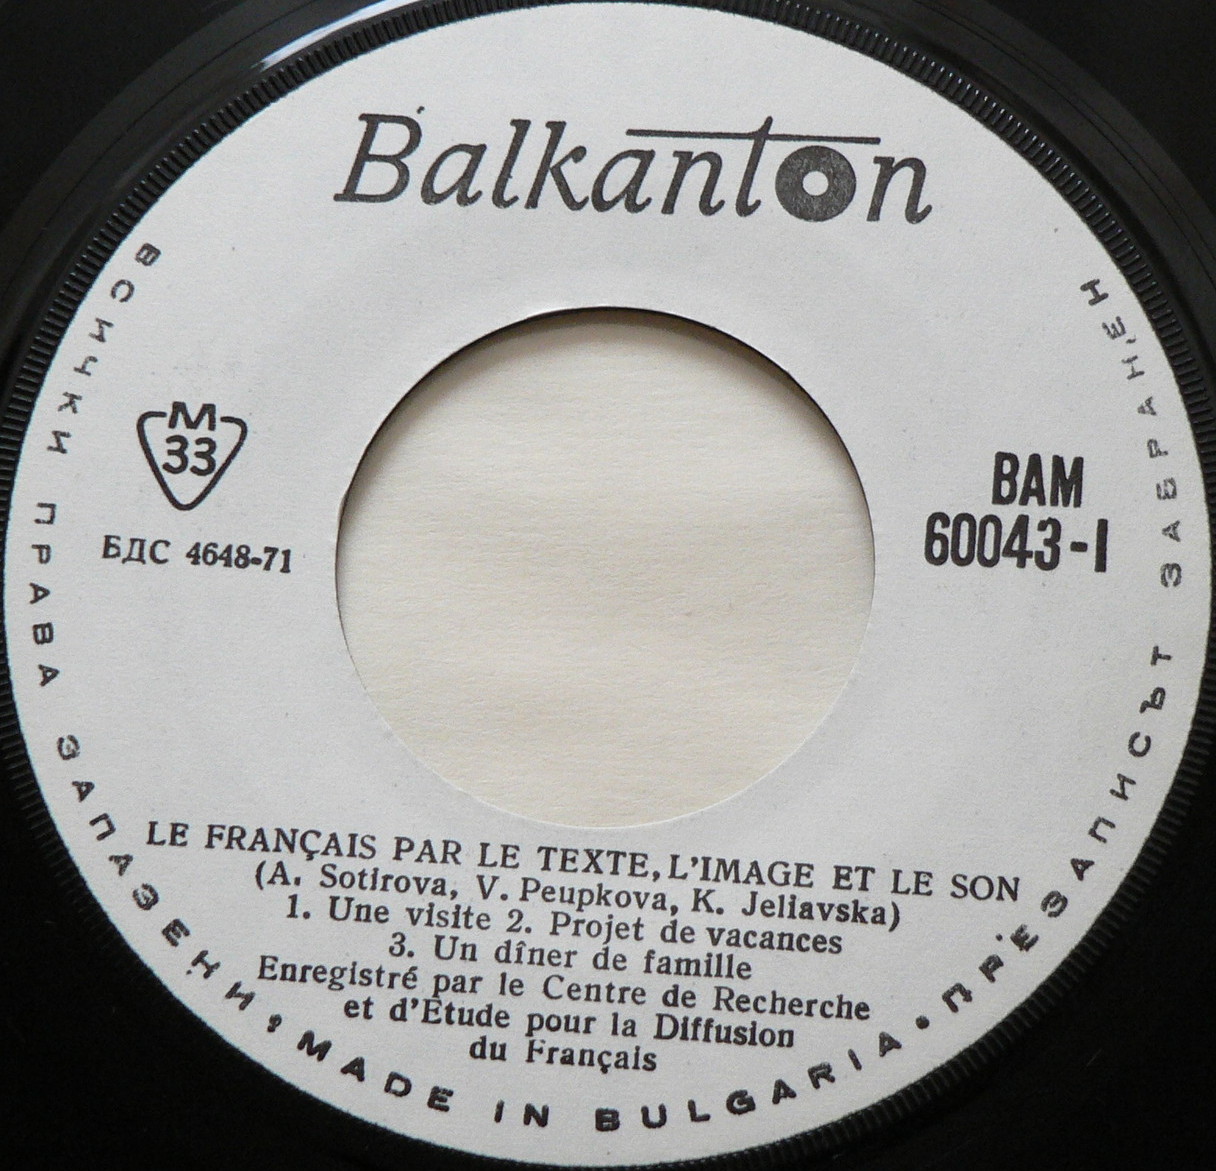 Balkanton
M
33
БДС 4648-71
ВАМ
60043-I
LE FRANÇAIS PAR LE TEXTE, L'IMAGE ET LE SON
(A. Sotirova, V. Peupkova, K. Jeliavska)
1. Une visite 2. Projet de vacances
3. Un dîner de famille
Enregistré par le Centre de Recherche
et d'Étude pour la Diffusion
du Français
ВСИЧКИ ПРАВА ЗАПАЗЕНИ • MADE IN BULGARIA • ПРЕЗАПИСЪТ ЗАБРАНЕН